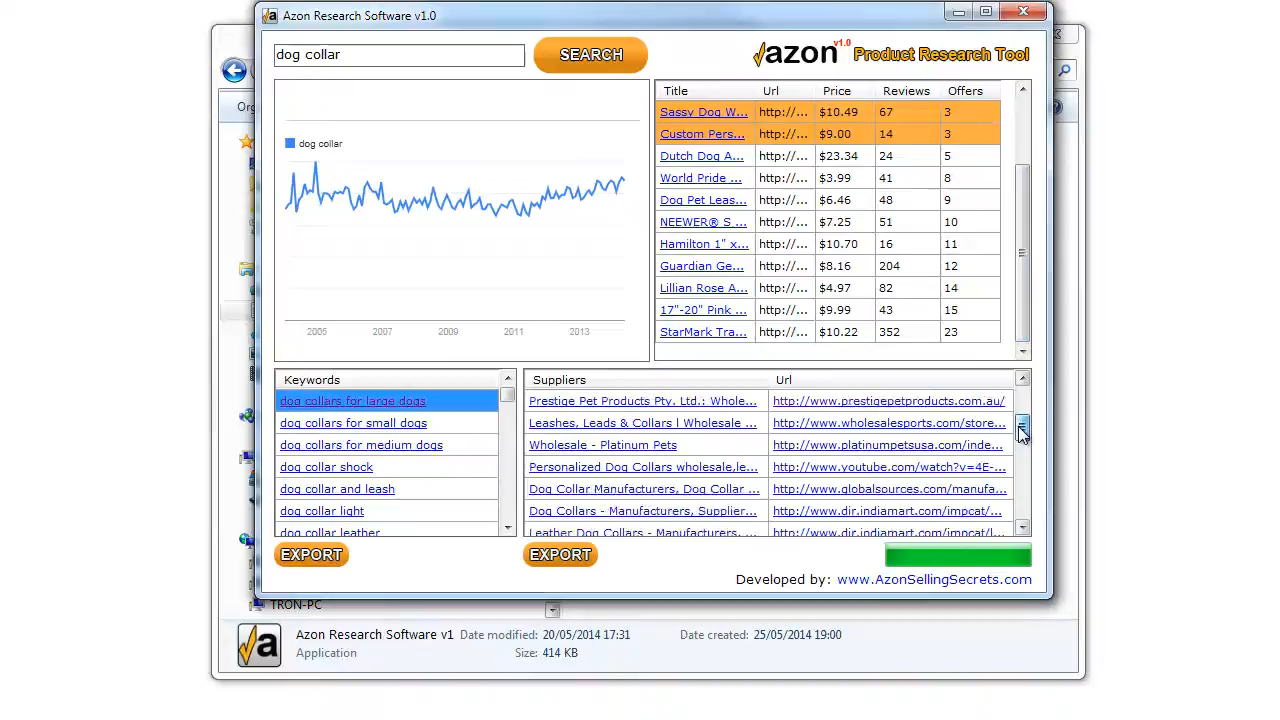 Azon Research Software v1.0
dog collar
SEARCH
azon v1.0 Product Research Tool
dog collar
2005 2007 2009 2011 2013
Title Url Price Reviews Offers
Sassy Dog W... http://... $10.49 67 3
Custom Pers... http://... $9.00 14 3
Dutch Dog A... http://... $23.34 24 5
World Pride ... http://... $3.99 41 8
Dog Pet Leas... http://... $6.46 48 9
NEEWER® S ... http://... $7.25 51 10
Hamilton 1" x... http://... $10.70 16 11
Guardian Ge... http://... $8.16 204 12
Lillian Rose A... http://... $4.97 82 14
17"-20" Pink ... http://... $9.99 43 15
StarMark Tra... http://... $10.22 352 23
Keywords
dog collars for large dogs
dog collars for small dogs
dog collars for medium dogs
dog collar shock
dog collar and leash
dog collar light
dog collar leather
Suppliers Url
Prestige Pet Products Pty. Ltd.: Whole... http://www.prestigepetproducts.com.au/
Leashes, Leads & Collars | Wholesale ... http://www.wholesalesports.com/store...
Wholesale - Platinum Pets http://www.platinumpetsusa.com/inde...
Personalized Dog Collars wholesale,le... http://www.youtube.com/watch?v=4E-...
Dog Collar Manufacturers, Dog Collar ... http://www.globalsources.com/manufa...
Dog Collars - Manufacturers, Supplier... http://www.dir.indiamart.com/impcat/...
Leather Dog Collars - Manufacturers, ... http://www.dir.indiamart.com/impcat/l...
EXPORT
EXPORT
Developed by: www.AzonSellingSecrets.com
Org
TRON-PC
Azon Research Software v1 Date modified: 20/05/2014 17:31 Date created: 25/05/2014 19:00
Application Size: 414 KB